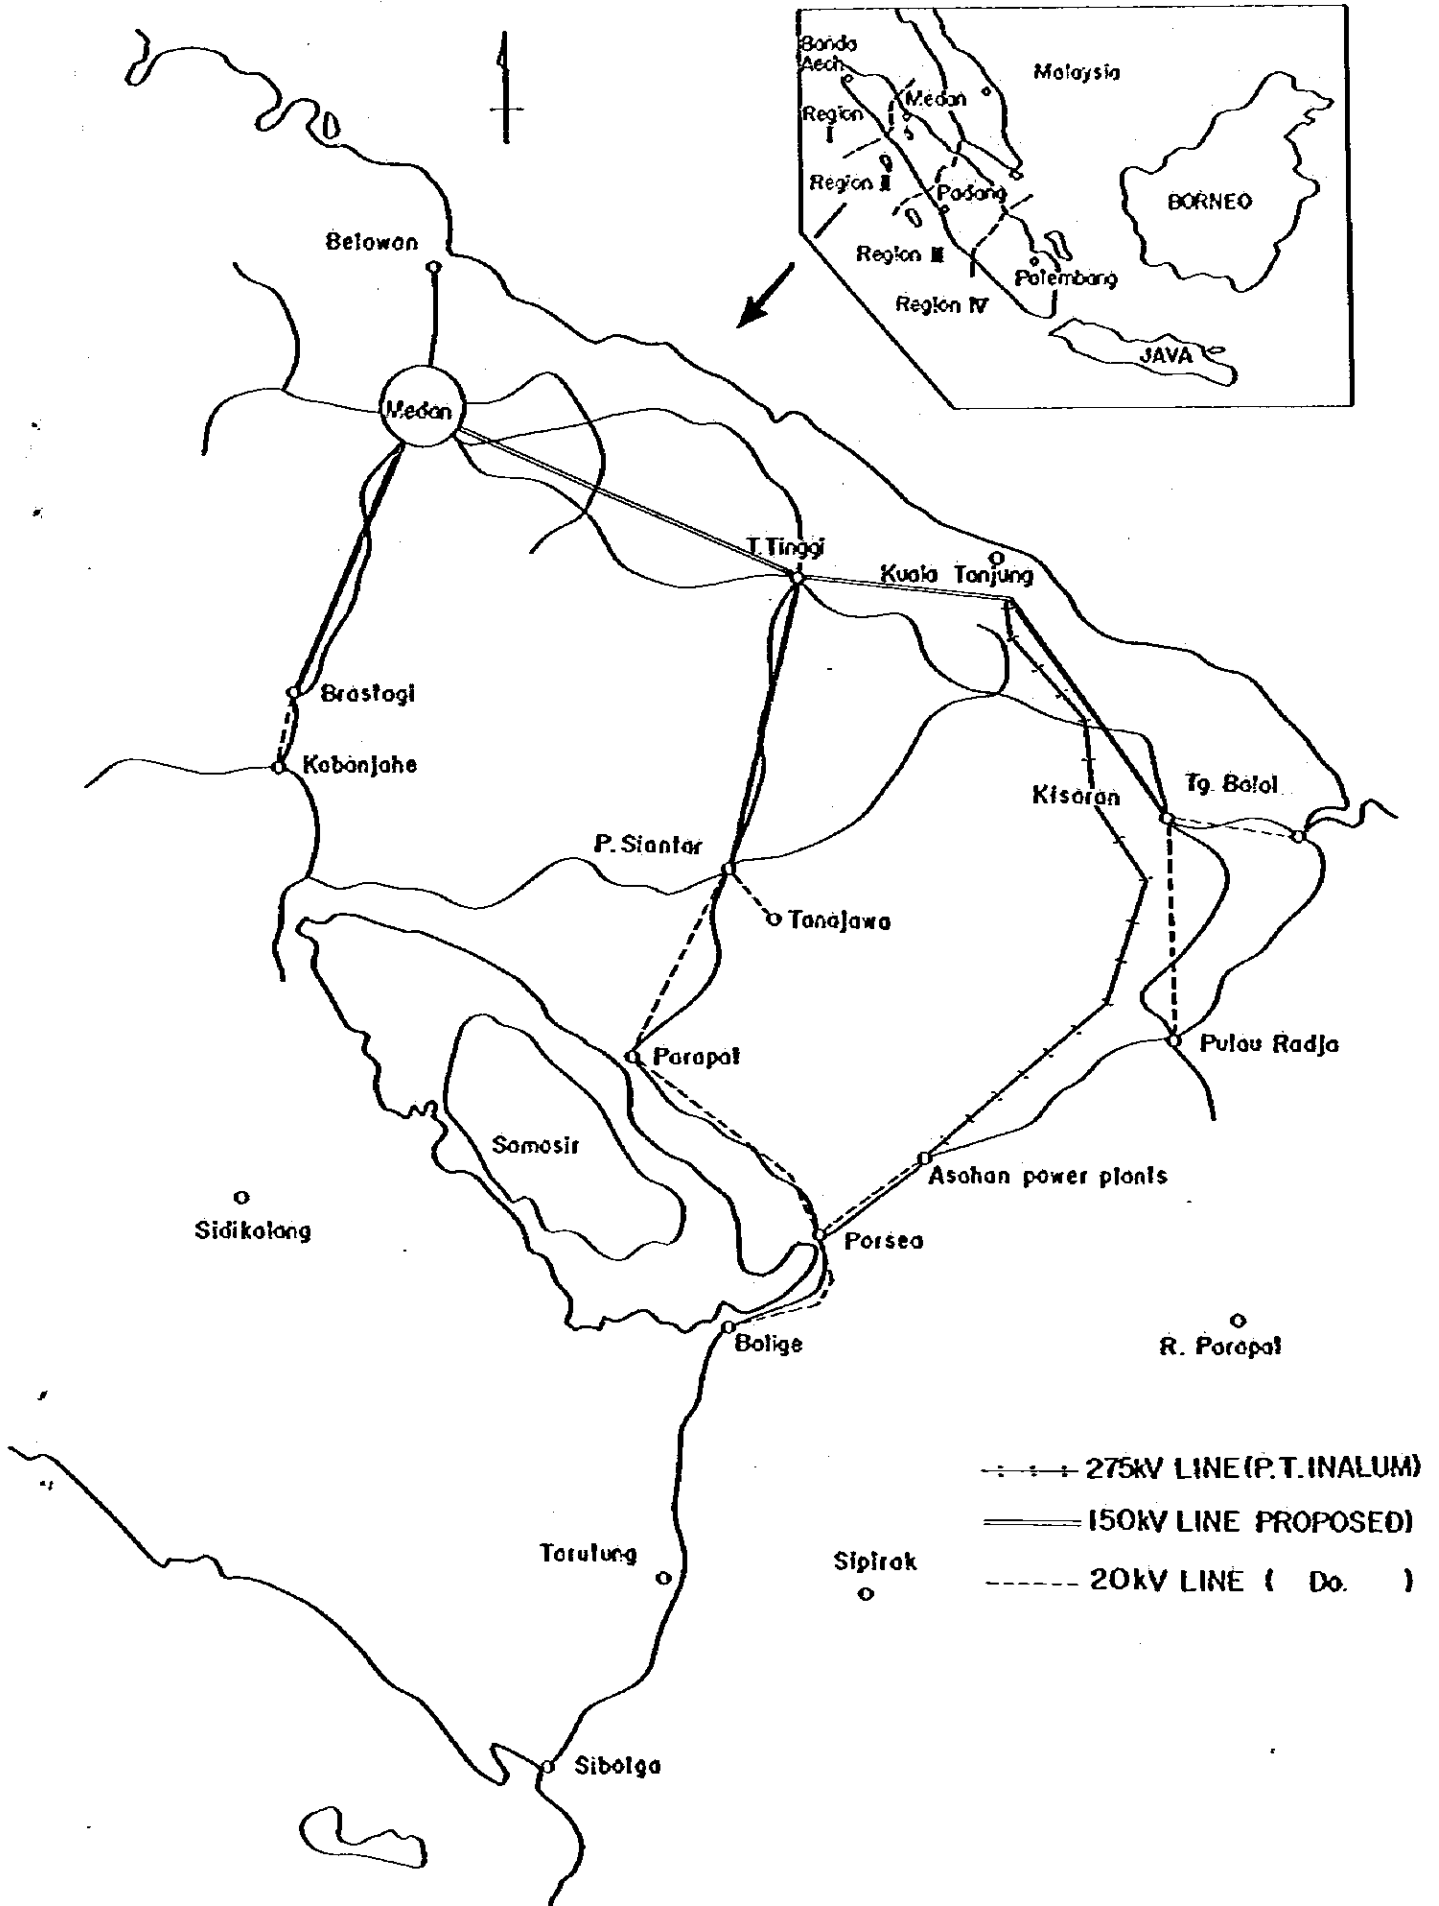 Banda
Aech
Malaysia
Medan
Region
I
Region II
Padang
BORNEO
Region III
Palembang
Region IV
JAVA
Belawan
Medan
T.Tinggi
Kuala Tanjung
Brastagi
Kabanjahe
Kisaran
Tg. Balai
P. Siantar
Tanajawa
Parapat
Pulau Radja
Samosir
Asahan power plants
Sidikalang
Porsea
Balige
R. Parapat
275kV LINE (P.T. INALUM)
150kV LINE PROPOSED)
20kV LINE ( Do. )
Tarutung
Sipirok
Sibolga